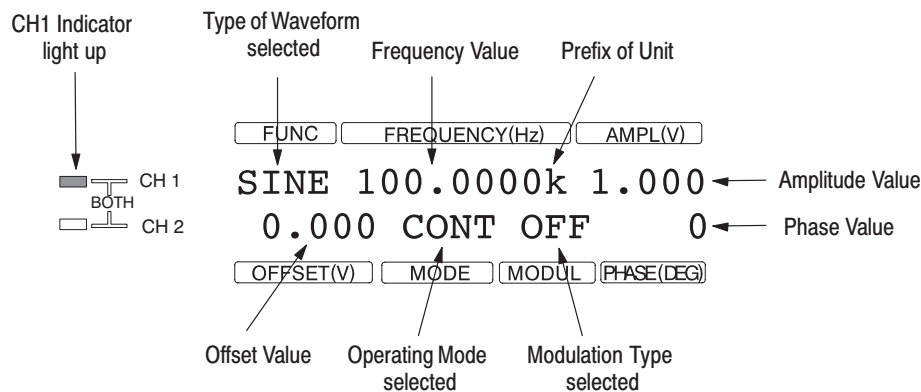 CH1 Indicator
light up
Type of Waveform
selected
Frequency Value
Prefix of Unit
FUNC FREQUENCY(Hz) AMPL(V)
CH 1 SINE 100.0000k 1.000 Amplitude Value
BOTH
CH 2 0.000 CONT OFF 0 Phase Value
OFFSET(V) MODE MODUL PHASE(DEG)
Offset Value
Operating Mode
selected
Modulation Type
selected